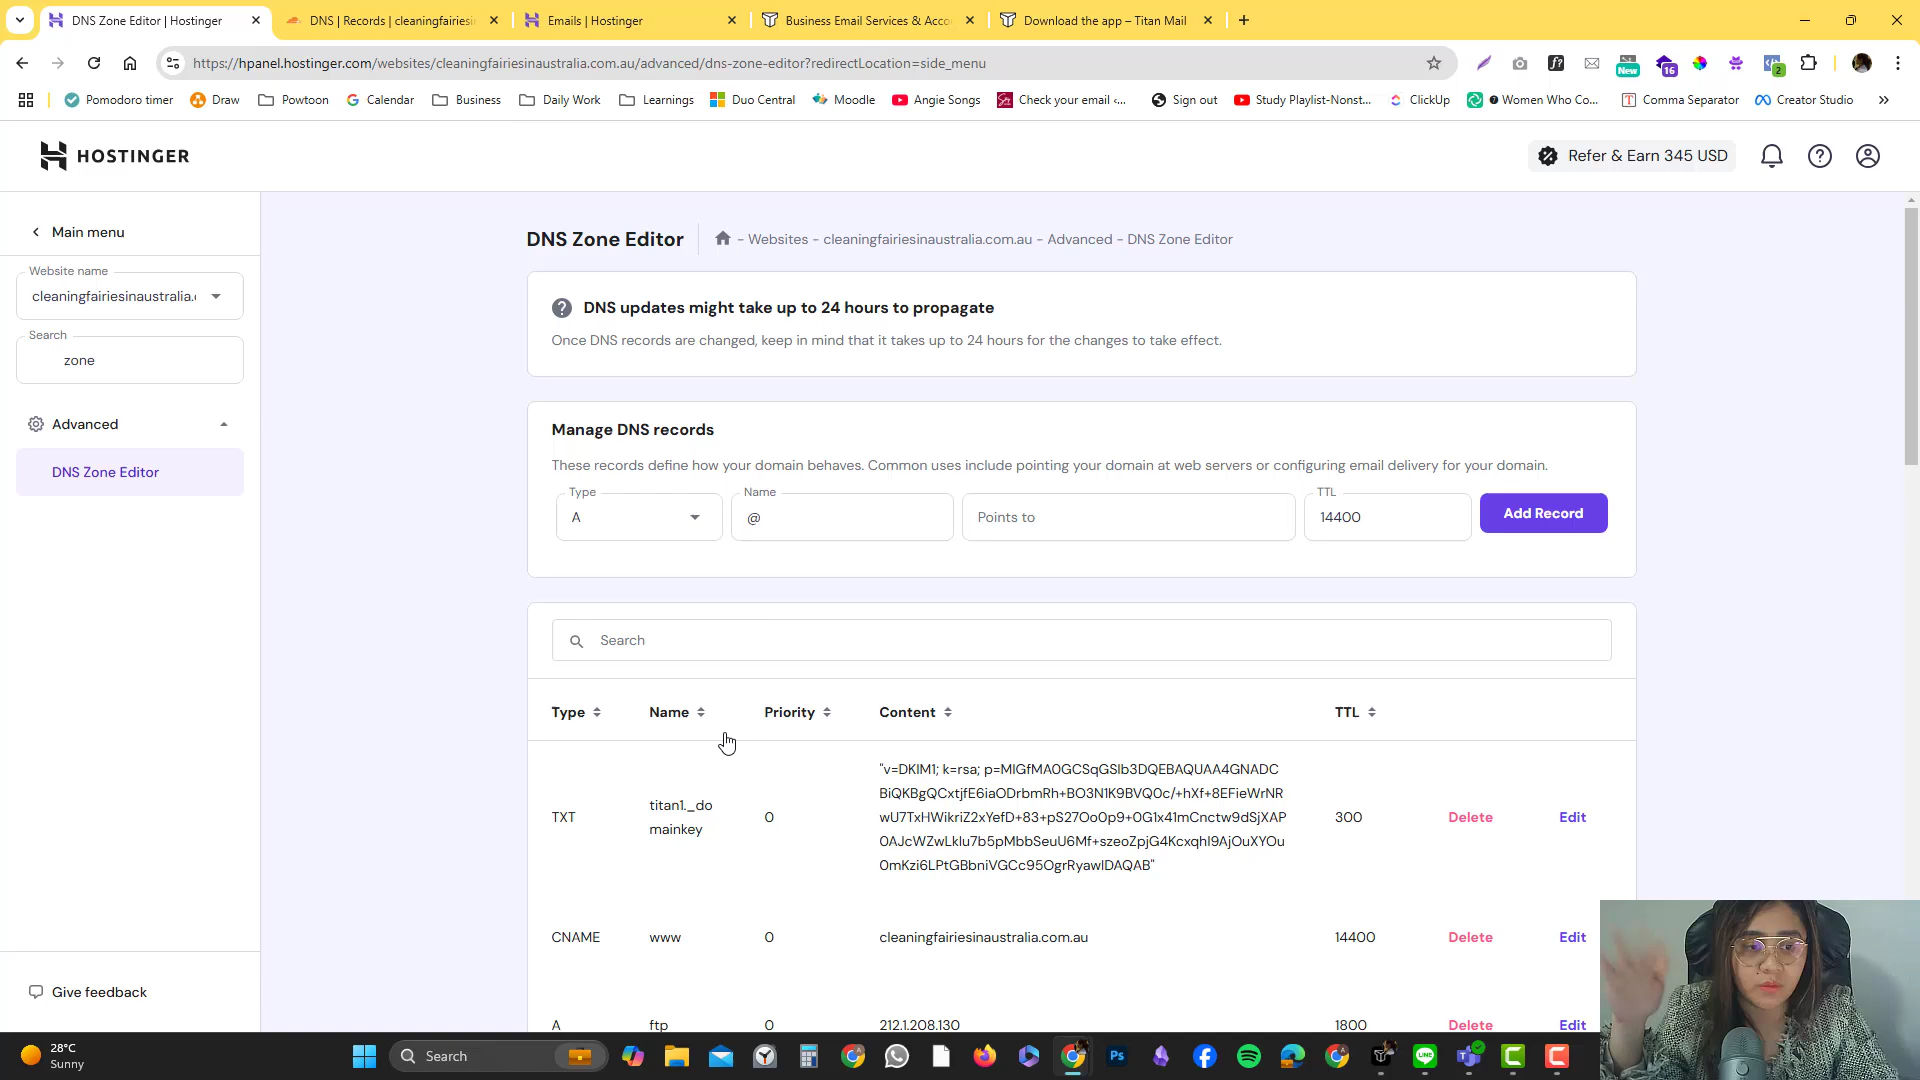 DNS Zone Editor | Hostinger
DNS | Records | cleaningfairiesin
Emails | Hostinger
Business Email Services & Acco
Download the app – Titan Mail
https://hpanel.hostinger.com/websites/cleaningfairiesinaustralia.com.au/advanced/dns-zone-editor?redirectLocation=side_menu
New
16
2
Pomodoro timer
Draw
Powtoon
Calendar
Business
Daily Work
Learnings
Duo Central
Moodle
Angie Songs
Check your email <...
Sign out
Study Playlist-Nonst...
ClickUp
Women Who Co...
Comma Separator
Creator Studio
HOSTINGER
Refer & Earn 345 USD
Main menu
Website name
cleaningfairiesinaustralia.
Search
zone
Advanced
DNS Zone Editor
Give feedback
DNS Zone Editor
- Websites - cleaningfairiesinaustralia.com.au - Advanced - DNS Zone Editor
DNS updates might take up to 24 hours to propagate
Once DNS records are changed, keep in mind that it takes up to 24 hours for the changes to take effect.
Manage DNS records
These records define how your domain behaves. Common uses include pointing your domain at web servers or configuring email delivery for your domain.
Type
A
Name
@
Points to
TTL
14400
Add Record
Search
Type
Name
Priority
Content
TTL
TXT
titan1._do
mainkey
0
"v=DKIM1; k=rsa; p=MIGfMA0GCSqGSIb3DQEBAQUAA4GNADC
BiQKBgQCxtjfE6iaODrbmRh+BO3N1K9BVQ0c/+hXf+8EFieWrNR
wU7TxHWikriZ2xYefD+83+pS27Oo0p9+0G1x41mCnctw9dSjXAP
0AJcWZwLkIu7b5pMbbSeuU6Mf+szeoZpjG4Kcxqhl9AjOuXYOu
0mKzi6LPtGBbniVGCc95OgrRyawIDAQAB"
300
Delete
Edit
CNAME
www
0
cleaningfairiesinaustralia.com.au
14400
Delete
Edit
A
ftp
0
212.1.208.130
1800
Delete
Edit
28°C
Sunny
Search